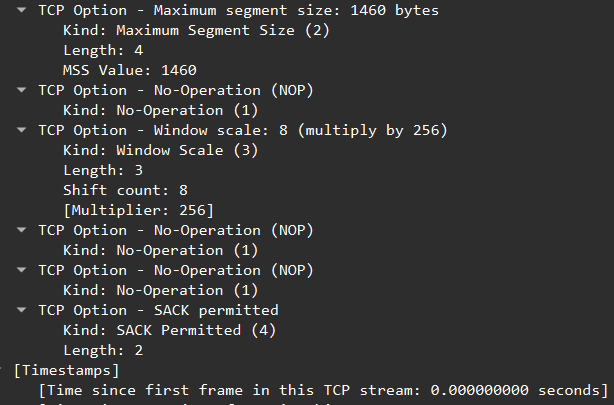 TCP Option - Maximum segment size: 1460 bytes
Kind: Maximum Segment Size (2)
Length: 4
MSS Value: 1460
TCP Option - No-Operation (NOP)
Kind: No-Operation (1)
TCP Option - Window scale: 8 (multiply by 256)
Kind: Window Scale (3)
Length: 3
Shift count: 8
[Multiplier: 256]
TCP Option - No-Operation (NOP)
Kind: No-Operation (1)
TCP Option - No-Operation (NOP)
Kind: No-Operation (1)
TCP Option - SACK permitted
Kind: SACK Permitted (4)
Length: 2
[Timestamps]
[Time since first frame in this TCP stream: 0.000000000 seconds]